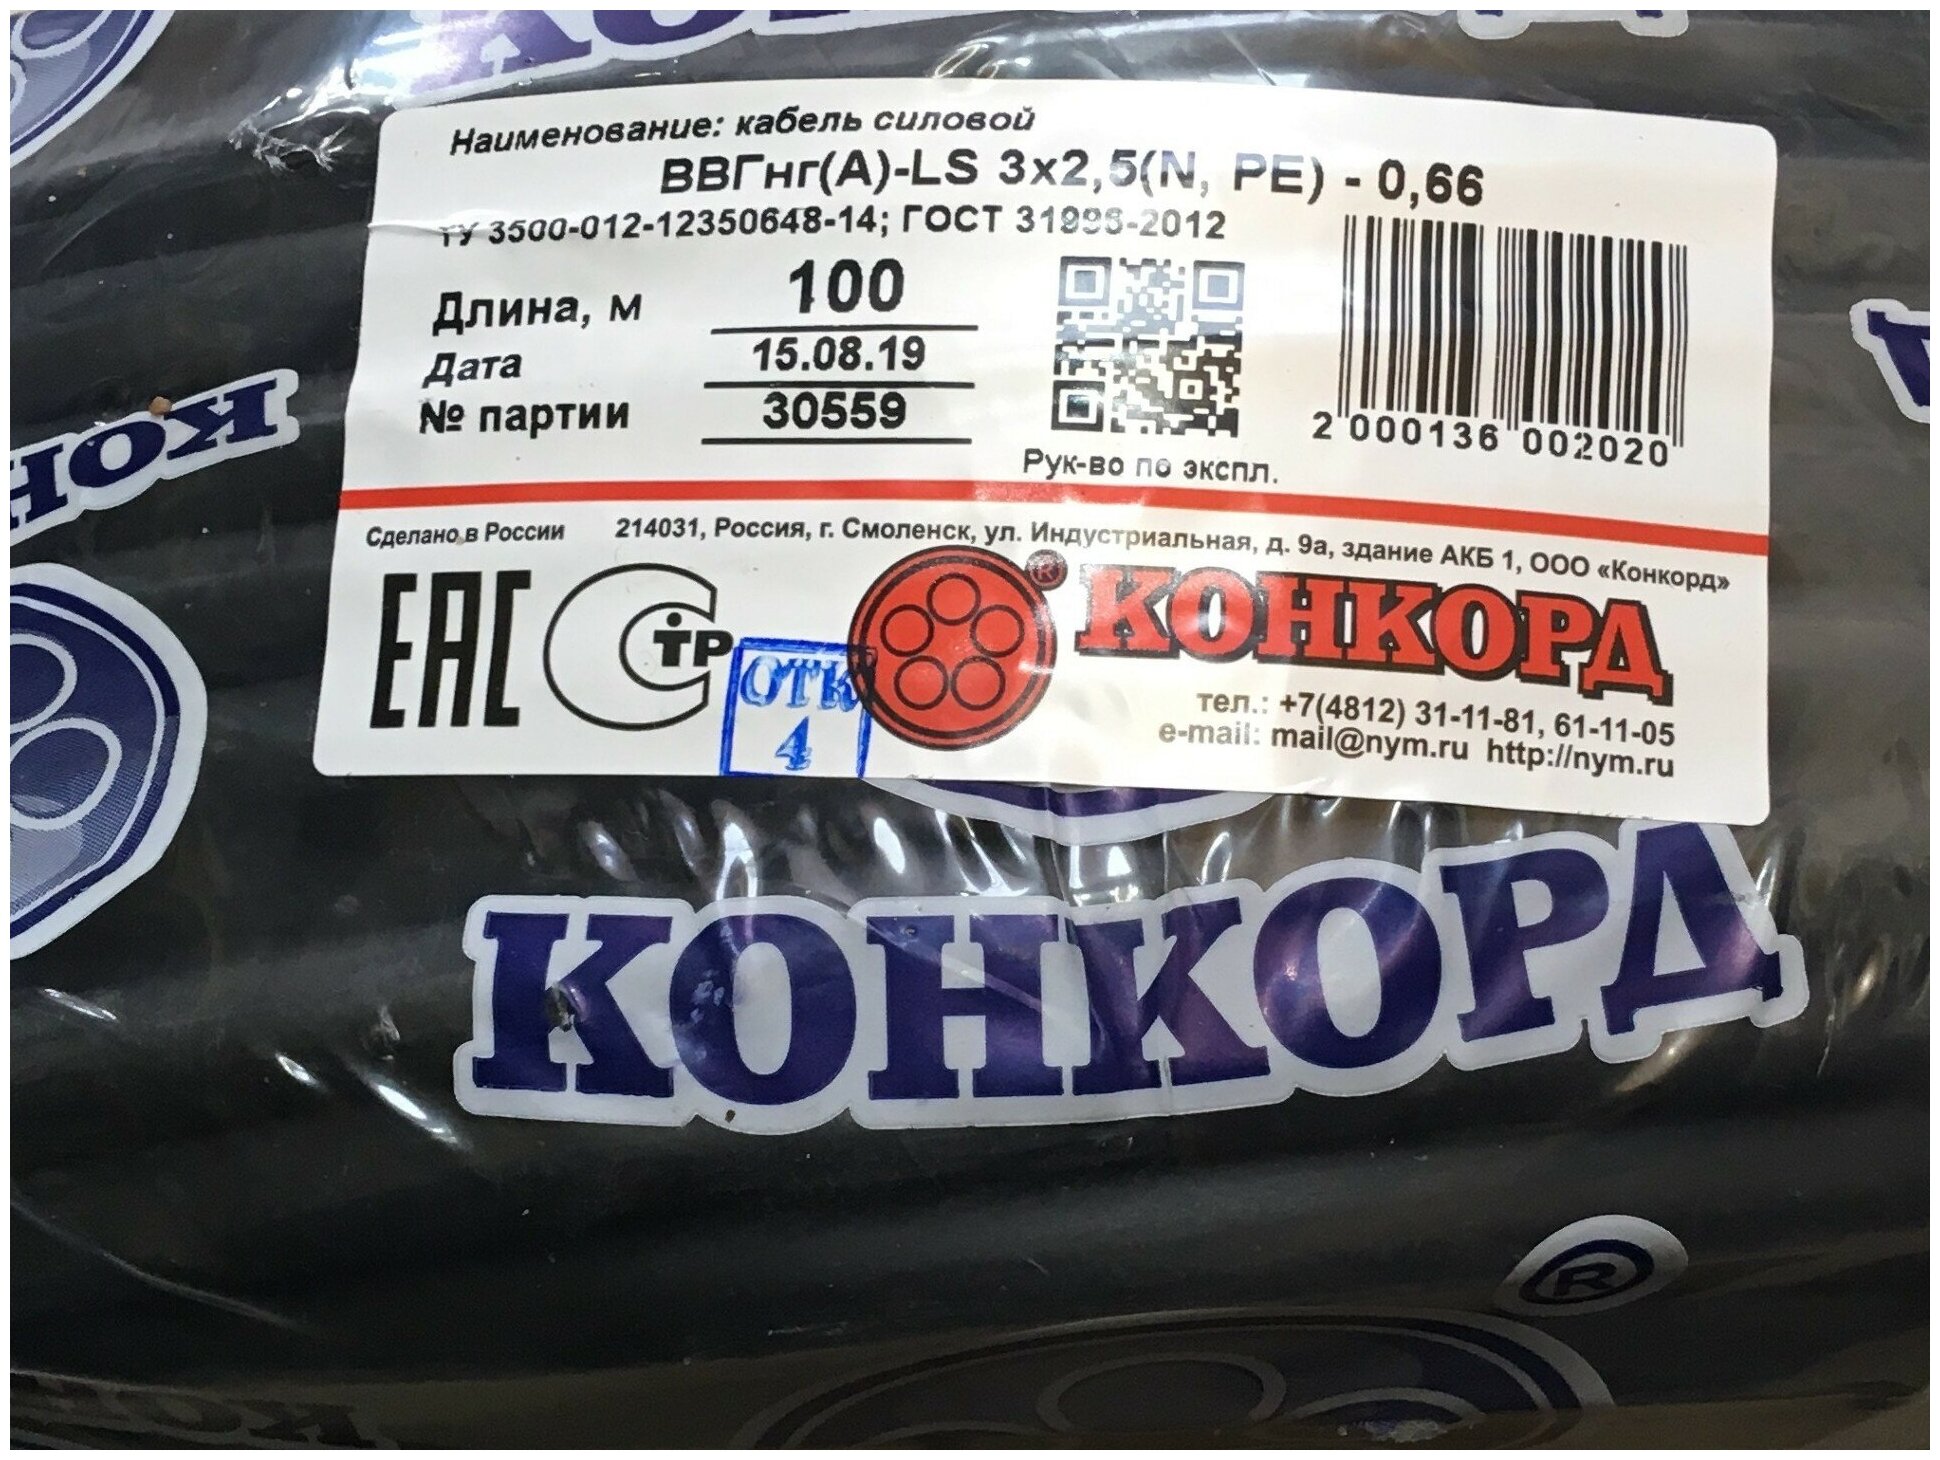 Наименование: кабель силовой
ВВГнг(А)-LS 3х2,5(N, PE) - 0,66
ТУ 3500-012-12350648-14; ГОСТ 31996-2012
Длина, м 100
Дата 15.08.19
№ партии 30559
Рук-во по экспл.
2 000136 002020
Сделано в России 214031, Россия, г. Смоленск, ул. Индустриальная, д. 9а, здание АКБ 1, ООО «Конкорд»
EAC
СТР
ОТК
4
® КОНКОРД
тел.: +7(4812) 31-11-81, 61-11-05
e-mail: mail@nym.ru http://nym.ru
КОНКОРД
®